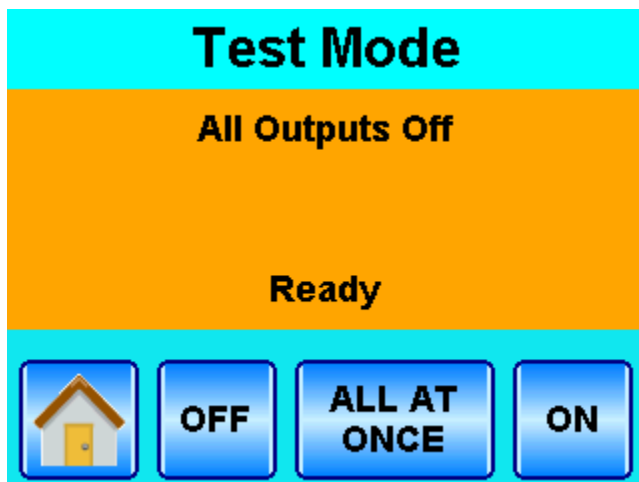 Test Mode
All Outputs Off
Ready
OFF
ALL AT
ONCE
ON